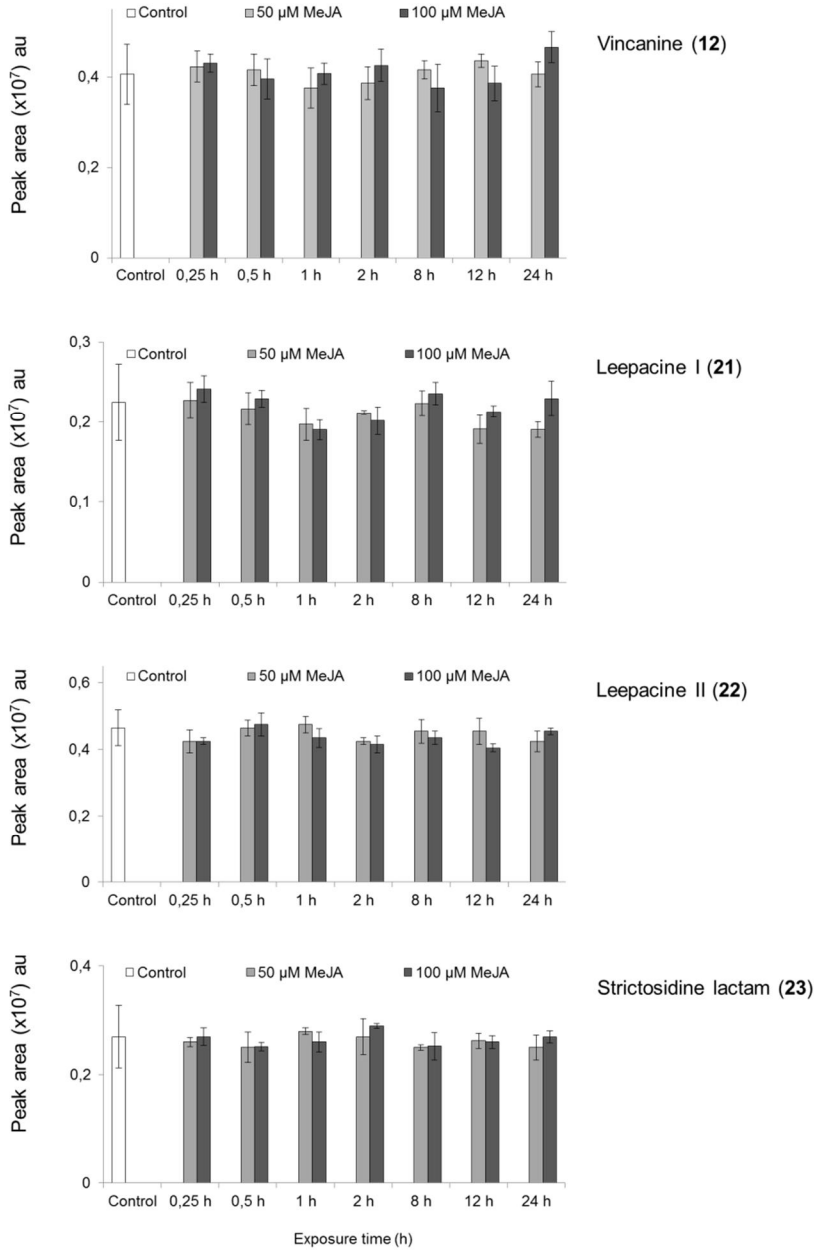 Control 50 µM MeJA 100 µM MeJA
Vincanine (12)
Peak area (x10⁷) au
0,4
0,2
0
Control 0,25 h 0,5 h 1 h 2 h 8 h 12 h 24 h
0,3
Control 50 µM MeJA 100 µM MeJA
Leepacine I (21)
Peak area (x10⁷) au
0,2
0,1
0
Control 0,25 h 0,5 h 1 h 2 h 8 h 12 h 24 h
Control 50 µM MeJA 100 µM MeJA
Leepacine II (22)
Peak area (x10⁷) au
0,6
0,4
0,2
0
Control 0,25 h 0,5 h 1 h 2 h 8 h 12 h 24 h
0,4
Control 50 µM MeJA 100 µM MeJA
Strictosidine lactam (23)
Peak area (x10⁷) au
0,2
0
Control 0,25 h 0,5 h 1 h 2 h 8 h 12 h 24 h
Exposure time (h)